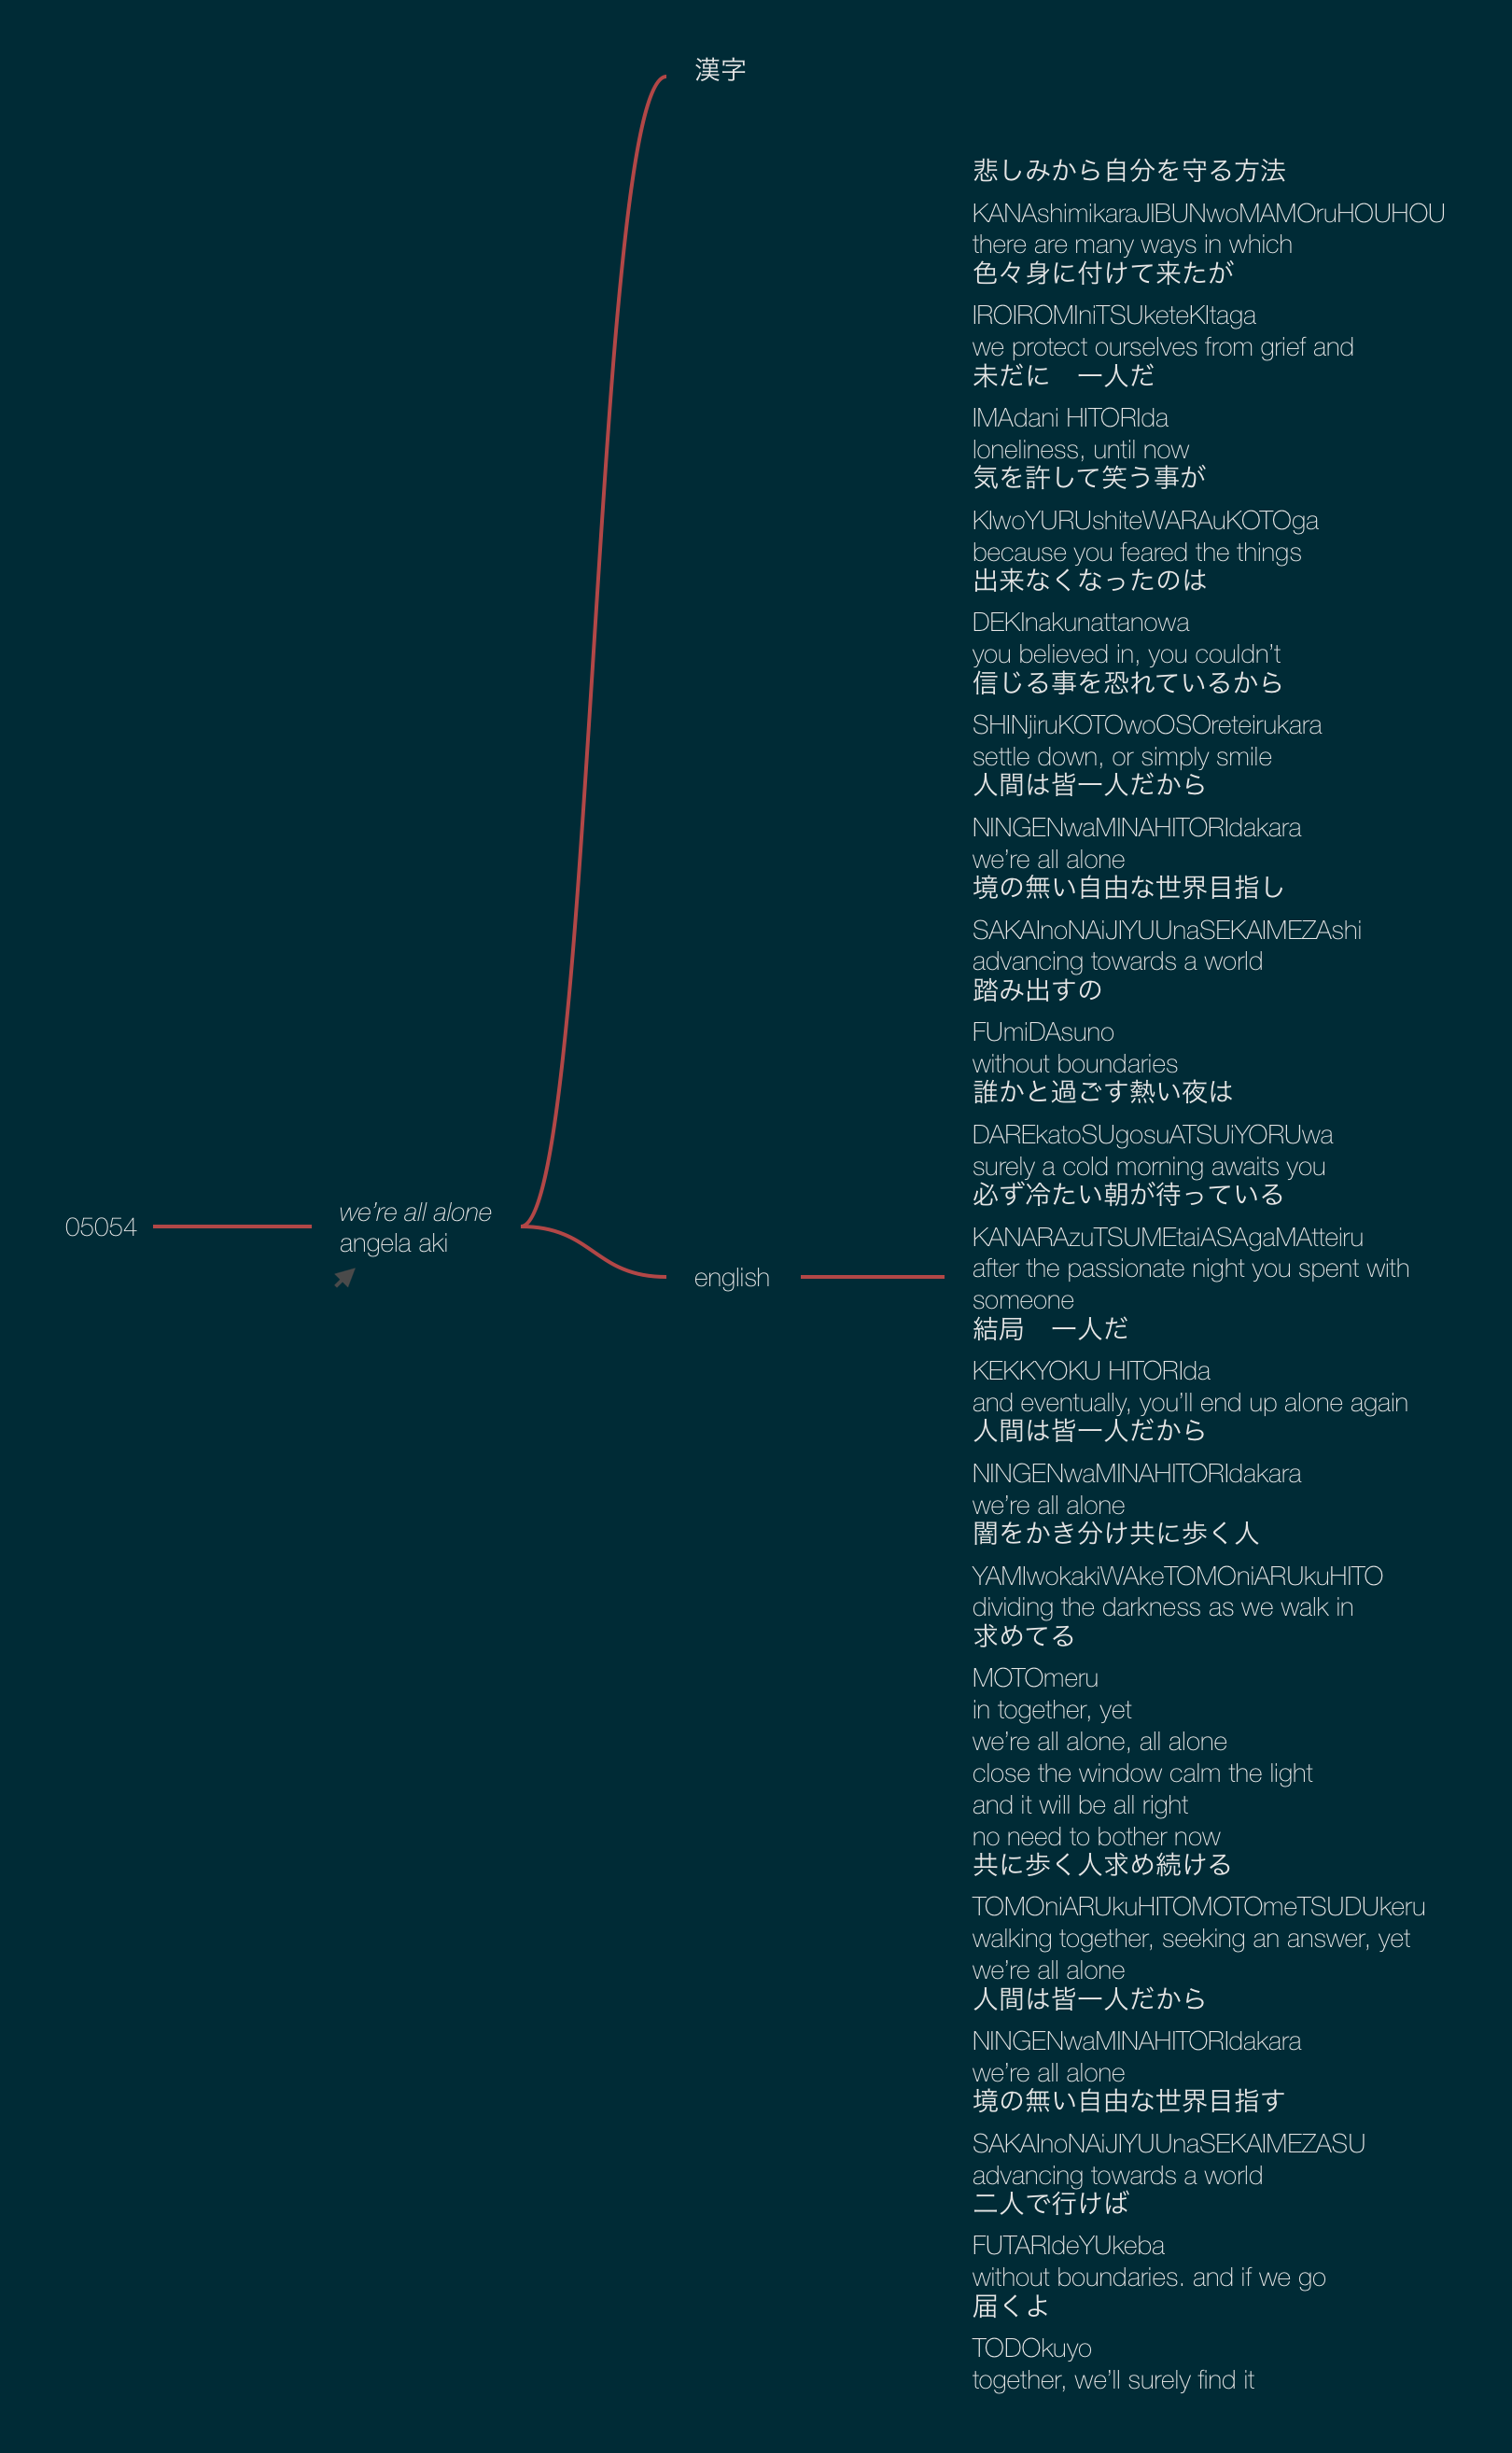 漢字
05054
we're all alone
angela aki
english
悲しみから自分を守る方法
KANAshimikaraJIBUNwoMAMOruHOUHOU
there are many ways in which
色々身に付けて来たが
IROIROMIniTSUketeKItaga
we protect ourselves from grief and
未だに　一人だ
IMAdani HITORIda
loneliness, until now
気を許して笑う事が
KIwoYURUshiteWARAuKOTOga
because you feared the things
出来なくなったのは
DEKInakunattanowa
you believed in, you couldn't
信じる事を恐れているから
SHINjiruKOTOwoOSOreteirukara
settle down, or simply smile
人間は皆一人だから
NINGENwaMINAHITORIdakara
we're all alone
境の無い自由な世界目指し
SAKAInoNAiJIYUUnaSEKAIMEZAshi
advancing towards a world
踏み出すの
FUmiDAsuno
without boundaries
誰かと過ごす熱い夜は
DAREkatoSUgosuATSUiYORUwa
surely a cold morning awaits you
必ず冷たい朝が待っている
KANARAzuTSUMEtaiASAgaMAtteiru
after the passionate night you spent with
someone
結局　一人だ
KEKKYOKU HITORIda
and eventually, you'll end up alone again
人間は皆一人だから
NINGENwaMINAHITORIdakara
we're all alone
闇をかき分け共に歩く人
YAMIwokakiWAkeTOMOniARUkuHITO
dividing the darkness as we walk in
求めてる
MOTOmeru
in together, yet
we're all alone, all alone
close the window calm the light
and it will be all right
no need to bother now
共に歩く人求め続ける
TOMOniARUkuHITOMOTOmeTSUDUkeru
walking together, seeking an answer, yet
we're all alone
人間は皆一人だから
NINGENwaMINAHITORIdakara
we're all alone
境の無い自由な世界目指す
SAKAInoNAiJIYUUnaSEKAIMEZASU
advancing towards a world
二人で行けば
FUTARIdeYUkeba
without boundaries. and if we go
届くよ
TODOkuyo
together, we'll surely find it